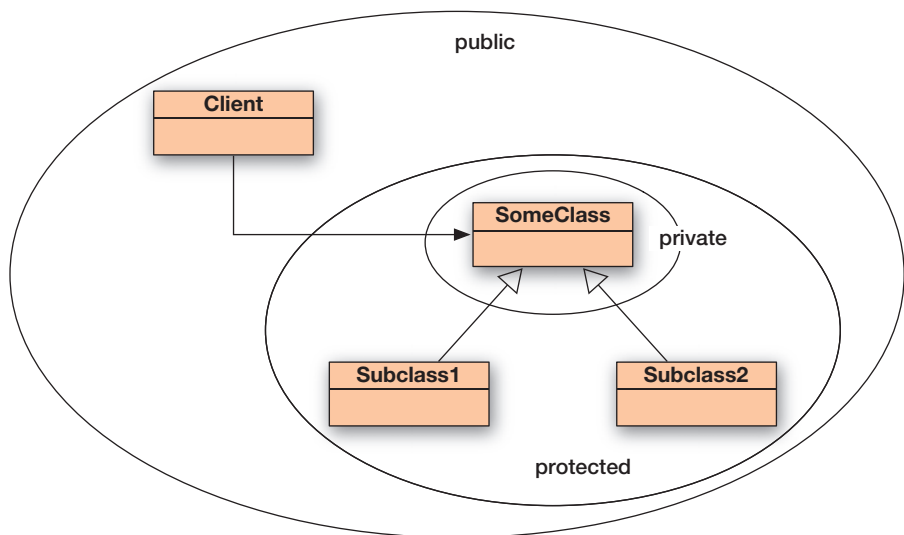 public
Client
SomeClass
private
Subclass1
Subclass2
protected